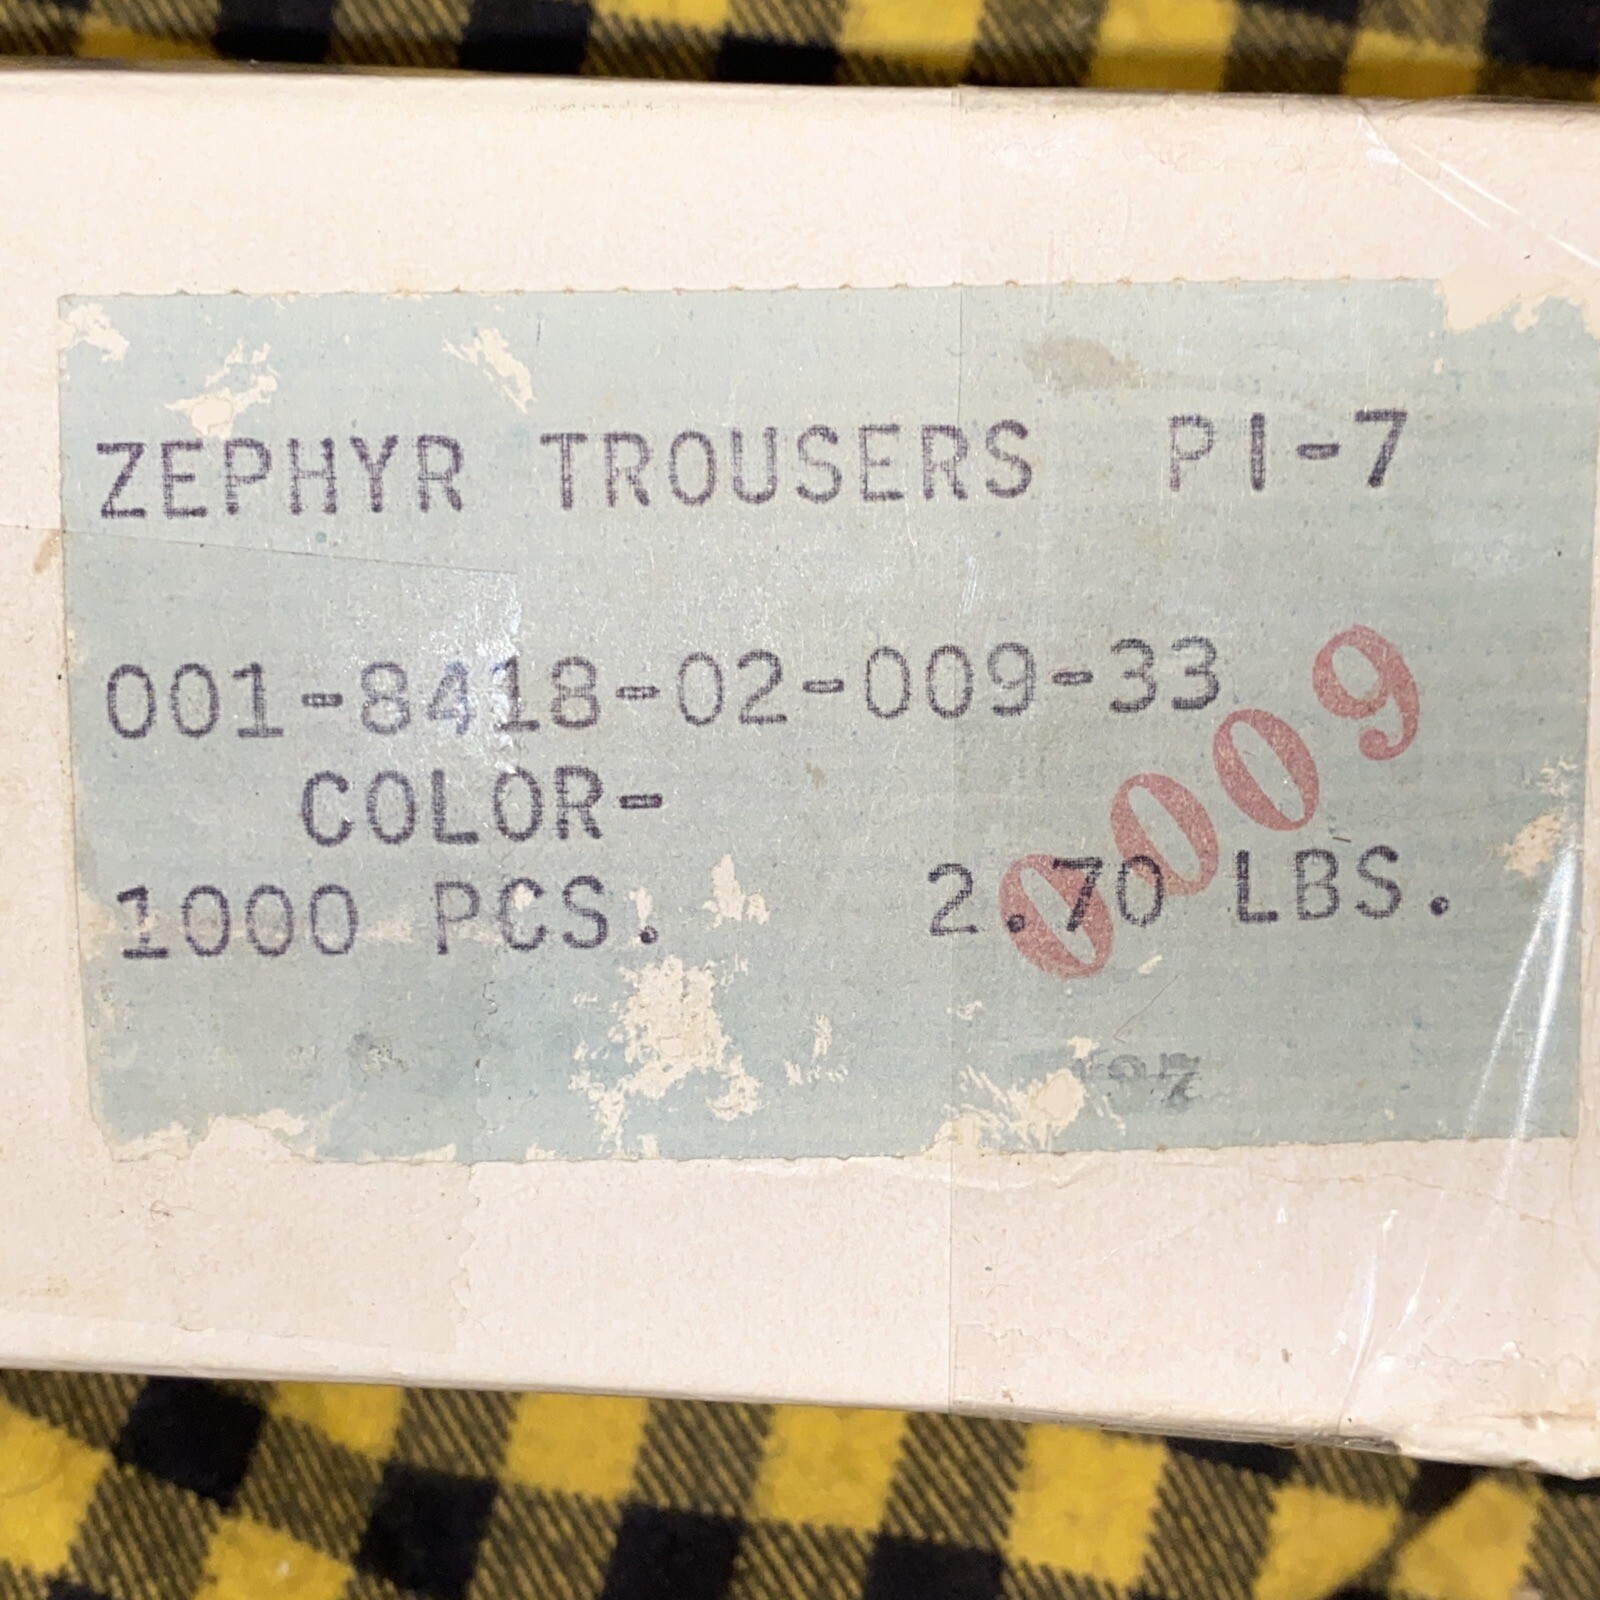 ZEPHYR TROUSERS PI-7
001-8418-02-009-33
0009
COLOR-
1000 PCS. 2.70 LBS.